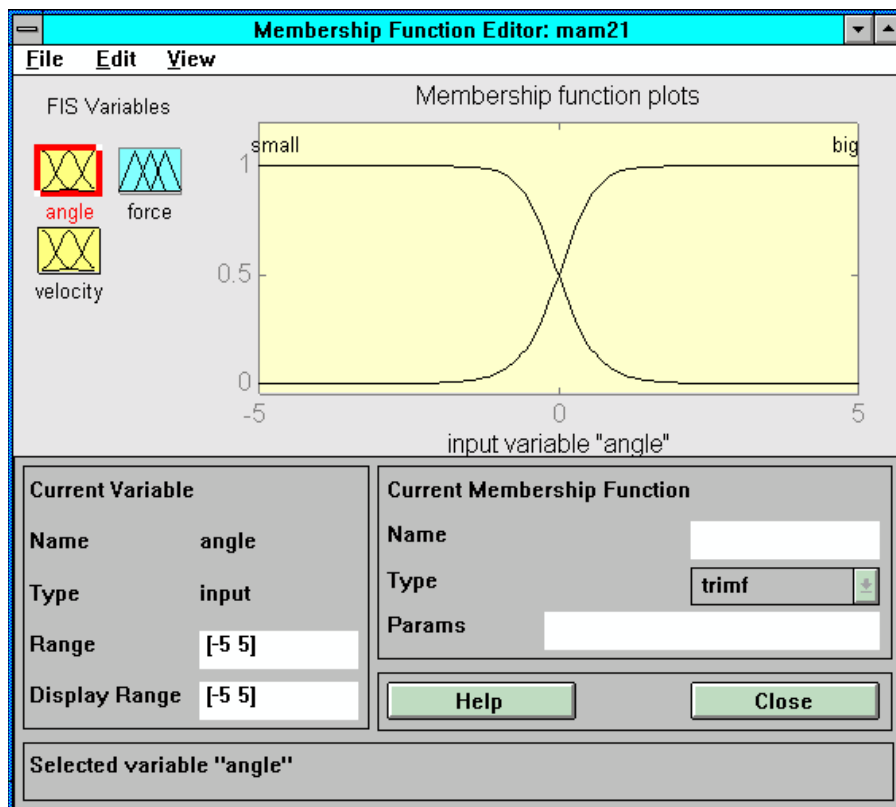 Membership Function Editor: mam21
File Edit View
FIS Variables
angle
force
velocity
Membership function plots
small
big
1
0.5
0
-5
0
5
input variable "angle"
Current Variable
Name angle
Type input
Range [-5 5]
Display Range [-5 5]
Current Membership Function
Name
Type trimf
Params
Help
Close
Selected variable "angle"